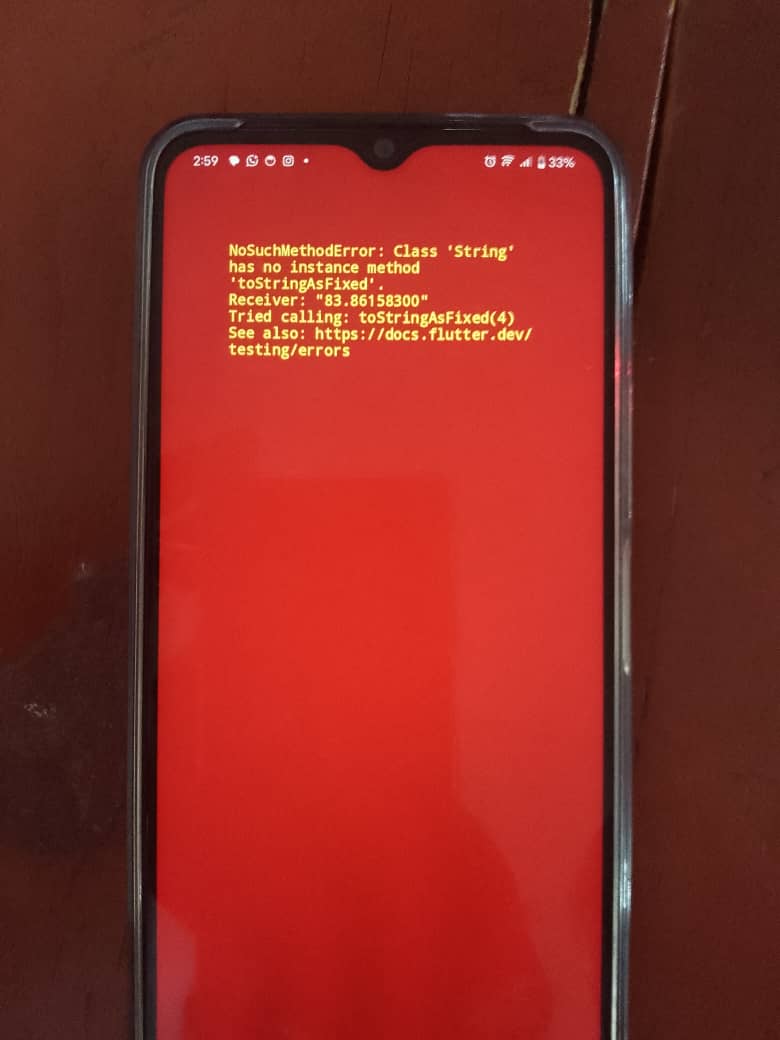 2:59 33%
NoSuchMethodError: Class 'String'
has no instance method
'toStringAsFixed'.
Receiver: "83.86158300"
Tried calling: toStringAsFixed(4)
See also: https://docs.flutter.dev/
testing/errors